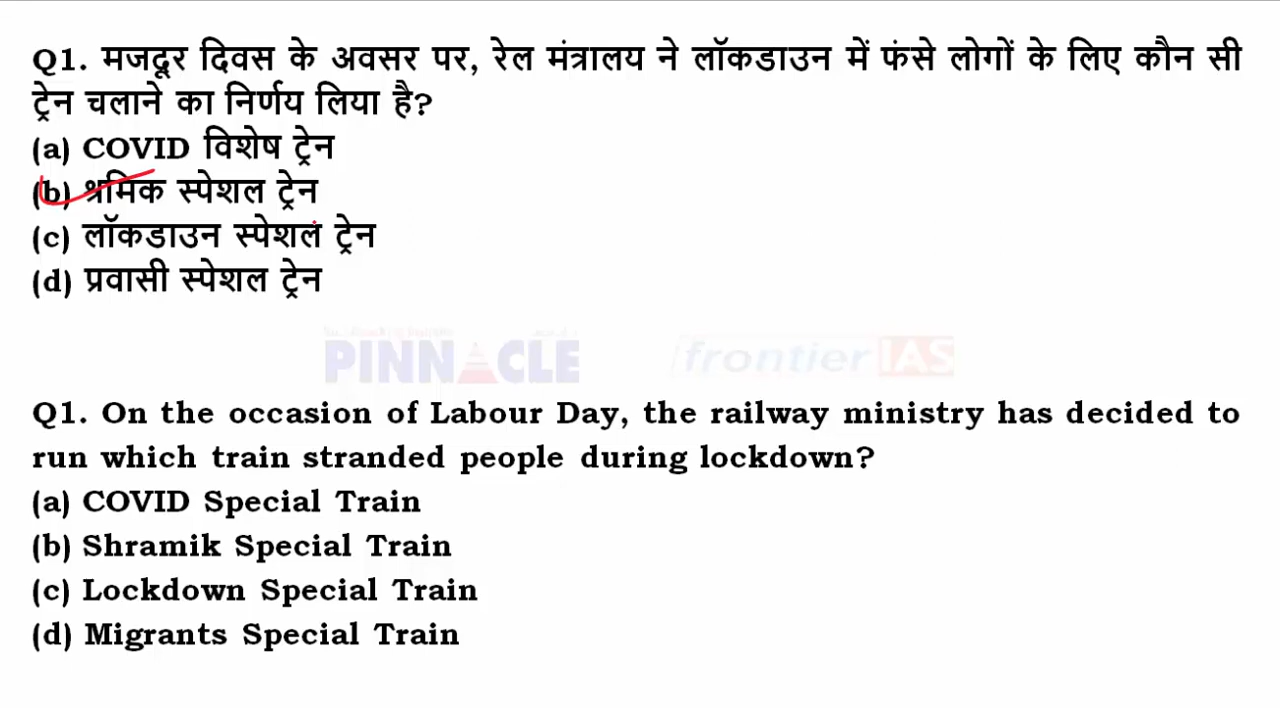 Q1. मजदूर दिवस के अवसर पर, रेल मंत्रालय ने लॉकडाउन में फंसे लोगों के लिए कौन सी
ट्रेन चलाने का निर्णय लिया है?
(a) COVID विशेष ट्रेन
(b) श्रमिक स्पेशल ट्रेन
(c) लॉकडाउन स्पेशल ट्रेन
(d) प्रवासी स्पेशल ट्रेन
PINNACLE frontier IAS
Q1. On the occasion of Labour Day, the railway ministry has decided to
run which train stranded people during lockdown?
(a) COVID Special Train
(b) Shramik Special Train
(c) Lockdown Special Train
(d) Migrants Special Train